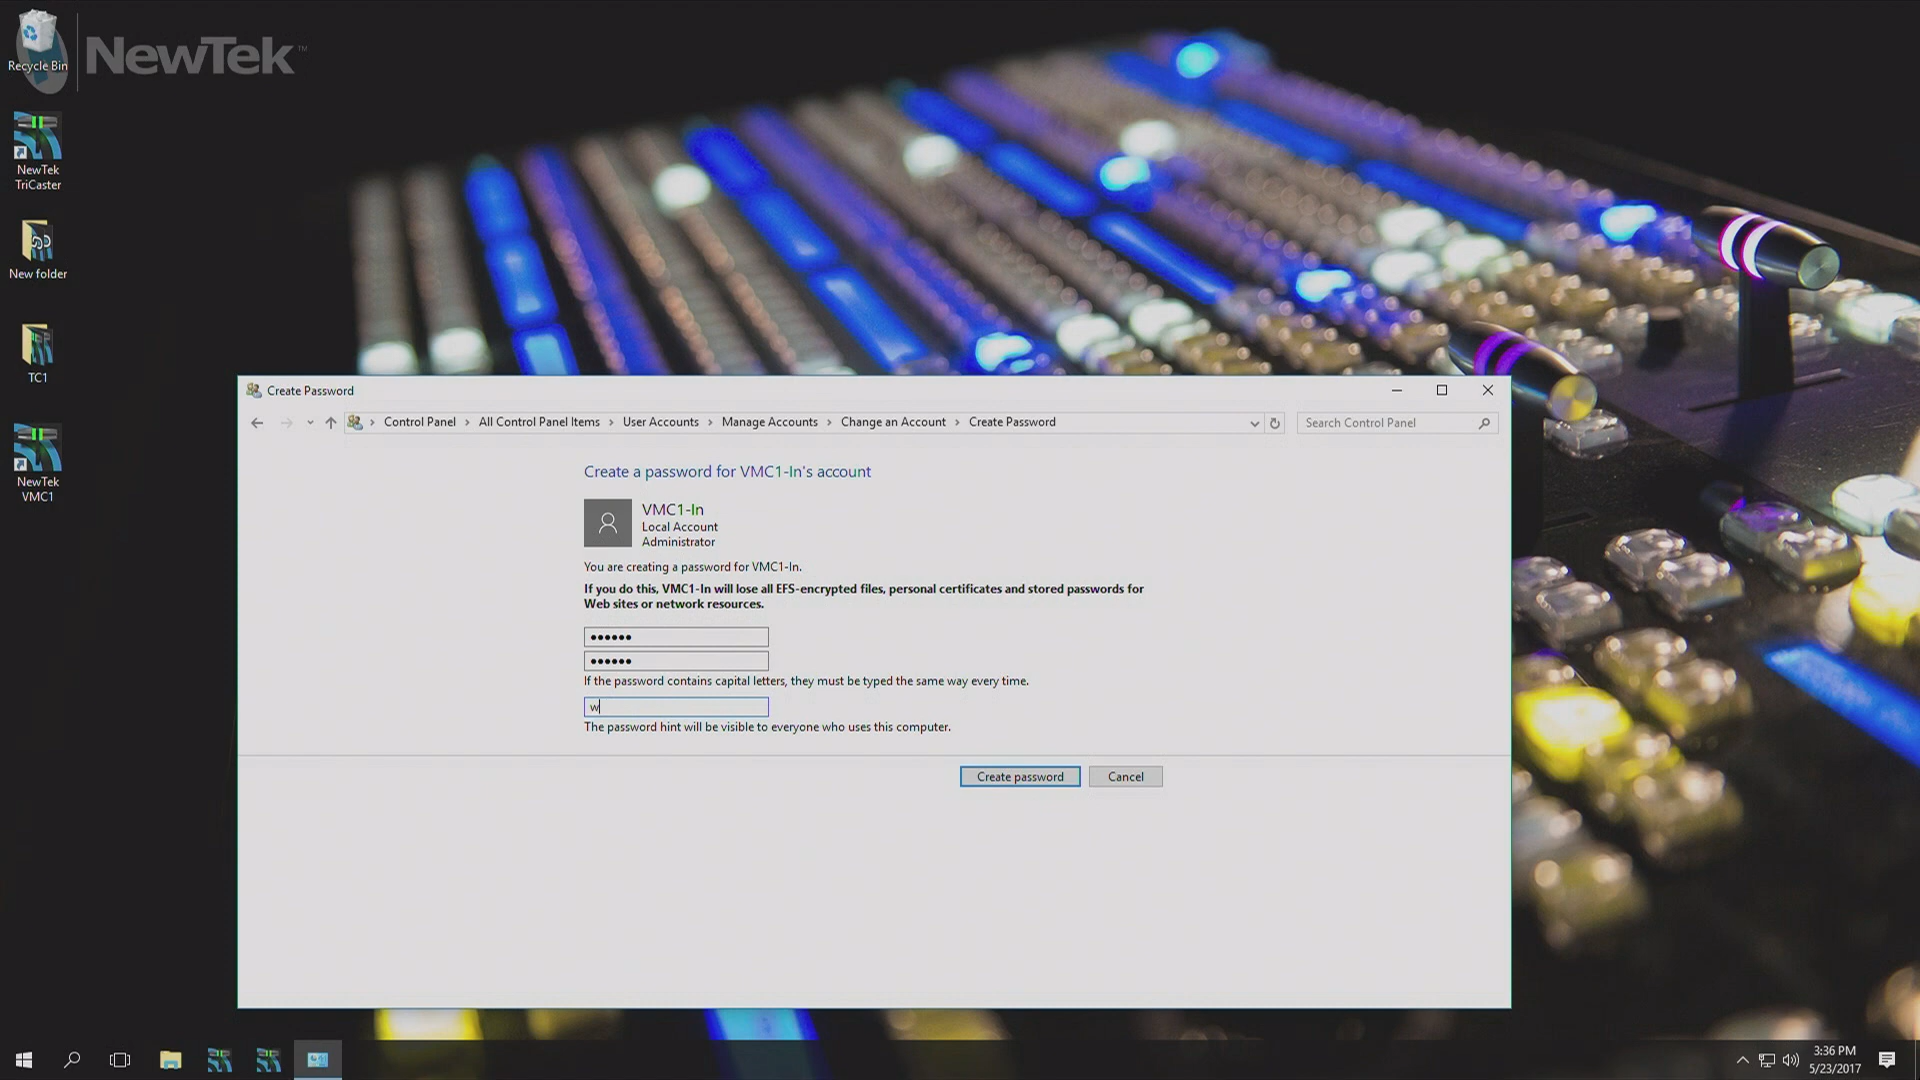 Recycle Bin
NewTek™
NewTek
TriCaster
New folder
TC1
NewTek
VMC1
Create Password
Control Panel > All Control Panel Items > User Accounts > Manage Accounts > Change an Account > Create Password
Search Control Panel
Create a password for VMC1-In's account
VMC1-In
Local Account
Administrator
You are creating a password for VMC1-In.
If you do this, VMC1-In will lose all EFS-encrypted files, personal certificates and stored passwords for
Web sites or network resources.
●●●●●●
●●●●●●
If the password contains capital letters, they must be typed the same way every time.
w
The password hint will be visible to everyone who uses this computer.
Create password
Cancel
3:36 PM
5/23/2017